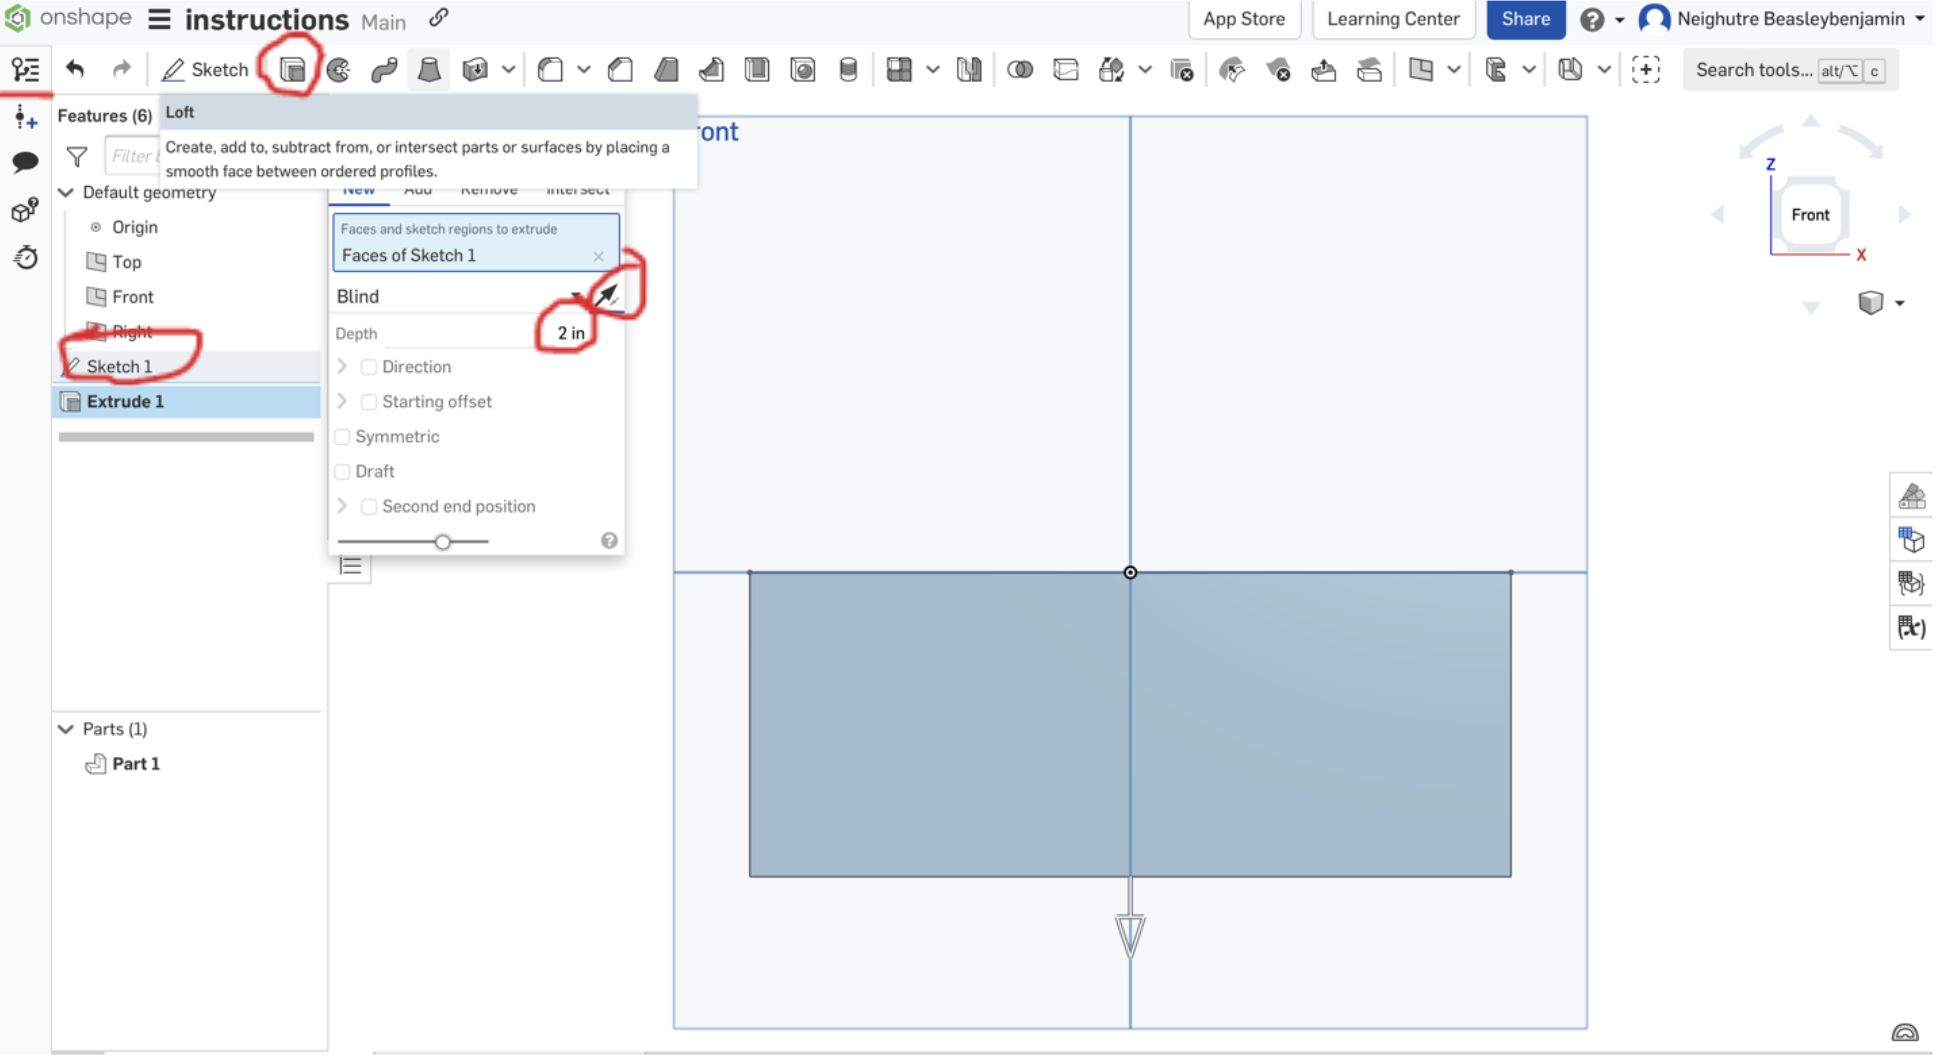 onshape instructions Main App Store Learning Center Share ? Neighutre Beasleybenjamin
Sketch Search tools... alt/⌥ c
Features (6)
Loft
Create, add to, subtract from, or intersect parts or surfaces by placing a
smooth face between ordered profiles.
Filter
Default geometry
Origin
Top
Front
Right
Sketch 1
Extrude 1
Parts (1)
Part 1
New Add Remove Intersect
Faces and sketch regions to extrude
Faces of Sketch 1
Blind
Depth 2 in
Direction
Starting offset
Symmetric
Draft
Second end position
?
ront
Z
Front
X
(x)